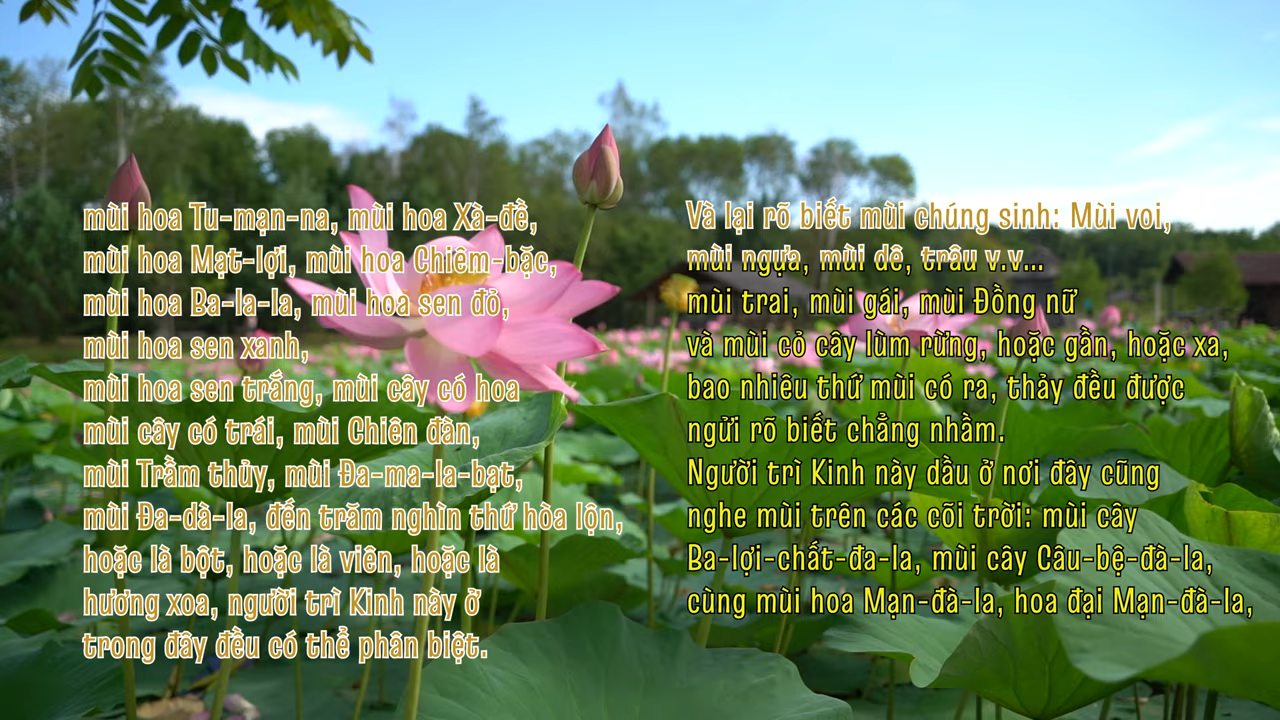 mùi hoa Tu-mạn-na, mùi hoa Xà-đề,
mùi hoa Mạt-lợi, mùi hoa Chiêm-bặc,
mùi hoa Ba-la-la, mùi hoa sen đỏ,
mùi hoa sen xanh,
mùi hoa sen trắng, mùi cây có hoa
mùi cây có trái, mùi Chiên đàn,
mùi Trầm thủy, mùi Đa-ma-la-bạt,
mùi Đa-dà-la, đến trăm nghìn thứ hòa lộn,
hoặc là bột, hoặc là viên, hoặc là
hương xoa, người trì Kinh này ở
trong đây đều có thể phân biệt.
Và lại rõ biết mùi chúng sinh: Mùi voi,
mùi ngựa, mùi dê, trâu v.v...
mùi trai, mùi gái, mùi Đồng nữ
và mùi cỏ cây lùm rừng, hoặc gần, hoặc xa,
bao nhiêu thứ mùi có ra, thảy đều được
ngửi rõ biết chẳng nhầm.
Người trì Kinh này dầu ở nơi đây cũng
nghe mùi trên các cõi trời: mùi cây
Ba-lợi-chất-đa-la, mùi cây Câu-bệ-đà-la,
cùng mùi hoa Mạn-đà-la, hoa đại Mạn-đà-la,